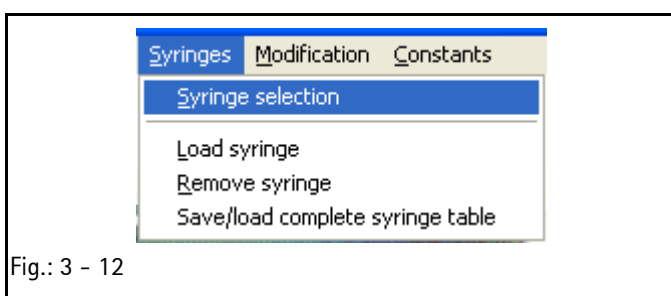 Syringes Modification Constants
Syringe selection
Load syringe
Remove syringe
Save/load complete syringe table
Fig.: 3 - 12